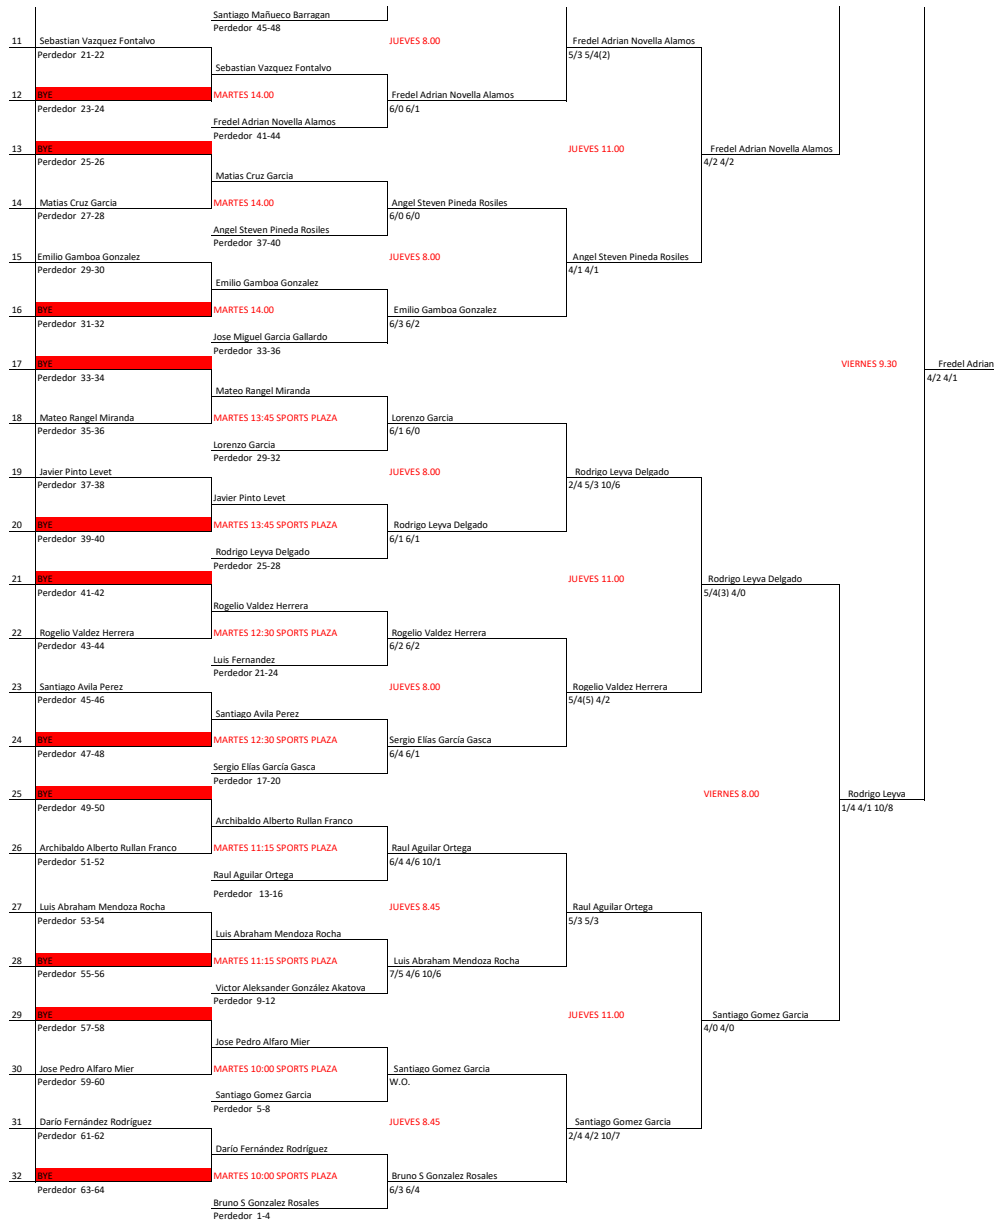 Santiago Mañueco Barragan
Perdedor 45-48
11 Sebastian Vazquez Fontalvo JUEVES 8.00 Fredel Adrian Novella Alamos
Perdedor 21-22 5/3 5/4(2)
Sebastian Vazquez Fontalvo
12 BYE MARTES 14.00 Fredel Adrian Novella Alamos
Perdedor 23-24 6/0 6/1
Fredel Adrian Novella Alamos
Perdedor 41-44
13 BYE JUEVES 11.00 Fredel Adrian Novella Alamos
Perdedor 25-26 4/2 4/2
Matias Cruz Garcia
14 Matias Cruz Garcia MARTES 14.00 Angel Steven Pineda Rosiles
Perdedor 27-28 6/0 6/0
Angel Steven Pineda Rosiles
Perdedor 37-40
15 Emilio Gamboa Gonzalez JUEVES 8.00 Angel Steven Pineda Rosiles
Perdedor 29-30 4/1 4/1
Emilio Gamboa Gonzalez
16 BYE MARTES 14.00 Emilio Gamboa Gonzalez
Perdedor 31-32 6/3 6/2
Jose Miguel Garcia Gallardo
Perdedor 33-36
17 BYE VIERNES 9.30 Fredel Adrian
Perdedor 33-34 4/2 4/1
Mateo Rangel Miranda
18 Mateo Rangel Miranda MARTES 13:45 SPORTS PLAZA Lorenzo Garcia
Perdedor 35-36 6/1 6/0
Lorenzo Garcia
Perdedor 29-32
19 Javier Pinto Levet JUEVES 8.00 Rodrigo Leyva Delgado
Perdedor 37-38 2/4 5/3 10/6
Javier Pinto Levet
20 BYE MARTES 13:45 SPORTS PLAZA Rodrigo Leyva Delgado
Perdedor 39-40 6/1 6/1
Rodrigo Leyva Delgado
Perdedor 25-28
21 BYE JUEVES 11.00 Rodrigo Leyva Delgado
Perdedor 41-42 5/4(3) 4/0
Rogelio Valdez Herrera
22 Rogelio Valdez Herrera MARTES 12:30 SPORTS PLAZA Rogelio Valdez Herrera
Perdedor 43-44 6/2 6/2
Luis Fernandez
Perdedor 21-24
23 Santiago Avila Perez JUEVES 8.00 Rogelio Valdez Herrera
Perdedor 45-46 5/4(5) 4/2
Santiago Avila Perez
24 BYE MARTES 12:30 SPORTS PLAZA Sergio Elías García Gasca
Perdedor 47-48 6/4 6/1
Sergio Elías García Gasca
Perdedor 17-20
25 BYE VIERNES 8.00 Rodrigo Leyva
Perdedor 49-50 1/4 4/1 10/8
Archibaldo Alberto Rullan Franco
26 Archibaldo Alberto Rullan Franco MARTES 11:15 SPORTS PLAZA Raul Aguilar Ortega
Perdedor 51-52 6/4 4/6 10/1
Raul Aguilar Ortega
Perdedor 13-16
27 Luis Abraham Mendoza Rocha JUEVES 8.45 Raul Aguilar Ortega
Perdedor 53-54 5/3 5/3
Luis Abraham Mendoza Rocha
28 BYE MARTES 11:15 SPORTS PLAZA Luis Abraham Mendoza Rocha
Perdedor 55-56 7/5 4/6 10/6
Victor Aleksander González Akatova
Perdedor 9-12
29 BYE JUEVES 11.00 Santiago Gomez Garcia
Perdedor 57-58 4/0 4/0
Jose Pedro Alfaro Mier
30 Jose Pedro Alfaro Mier MARTES 10:00 SPORTS PLAZA Santiago Gomez Garcia
Perdedor 59-60 W.O.
Santiago Gomez Garcia
Perdedor 5-8
31 Darío Fernández Rodríguez JUEVES 8.45 Santiago Gomez Garcia
Perdedor 61-62 2/4 4/2 10/7
Darío Fernández Rodríguez
32 BYE MARTES 10:00 SPORTS PLAZA Bruno S Gonzalez Rosales
Perdedor 63-64 6/3 6/4
Bruno S Gonzalez Rosales
Perdedor 1-4